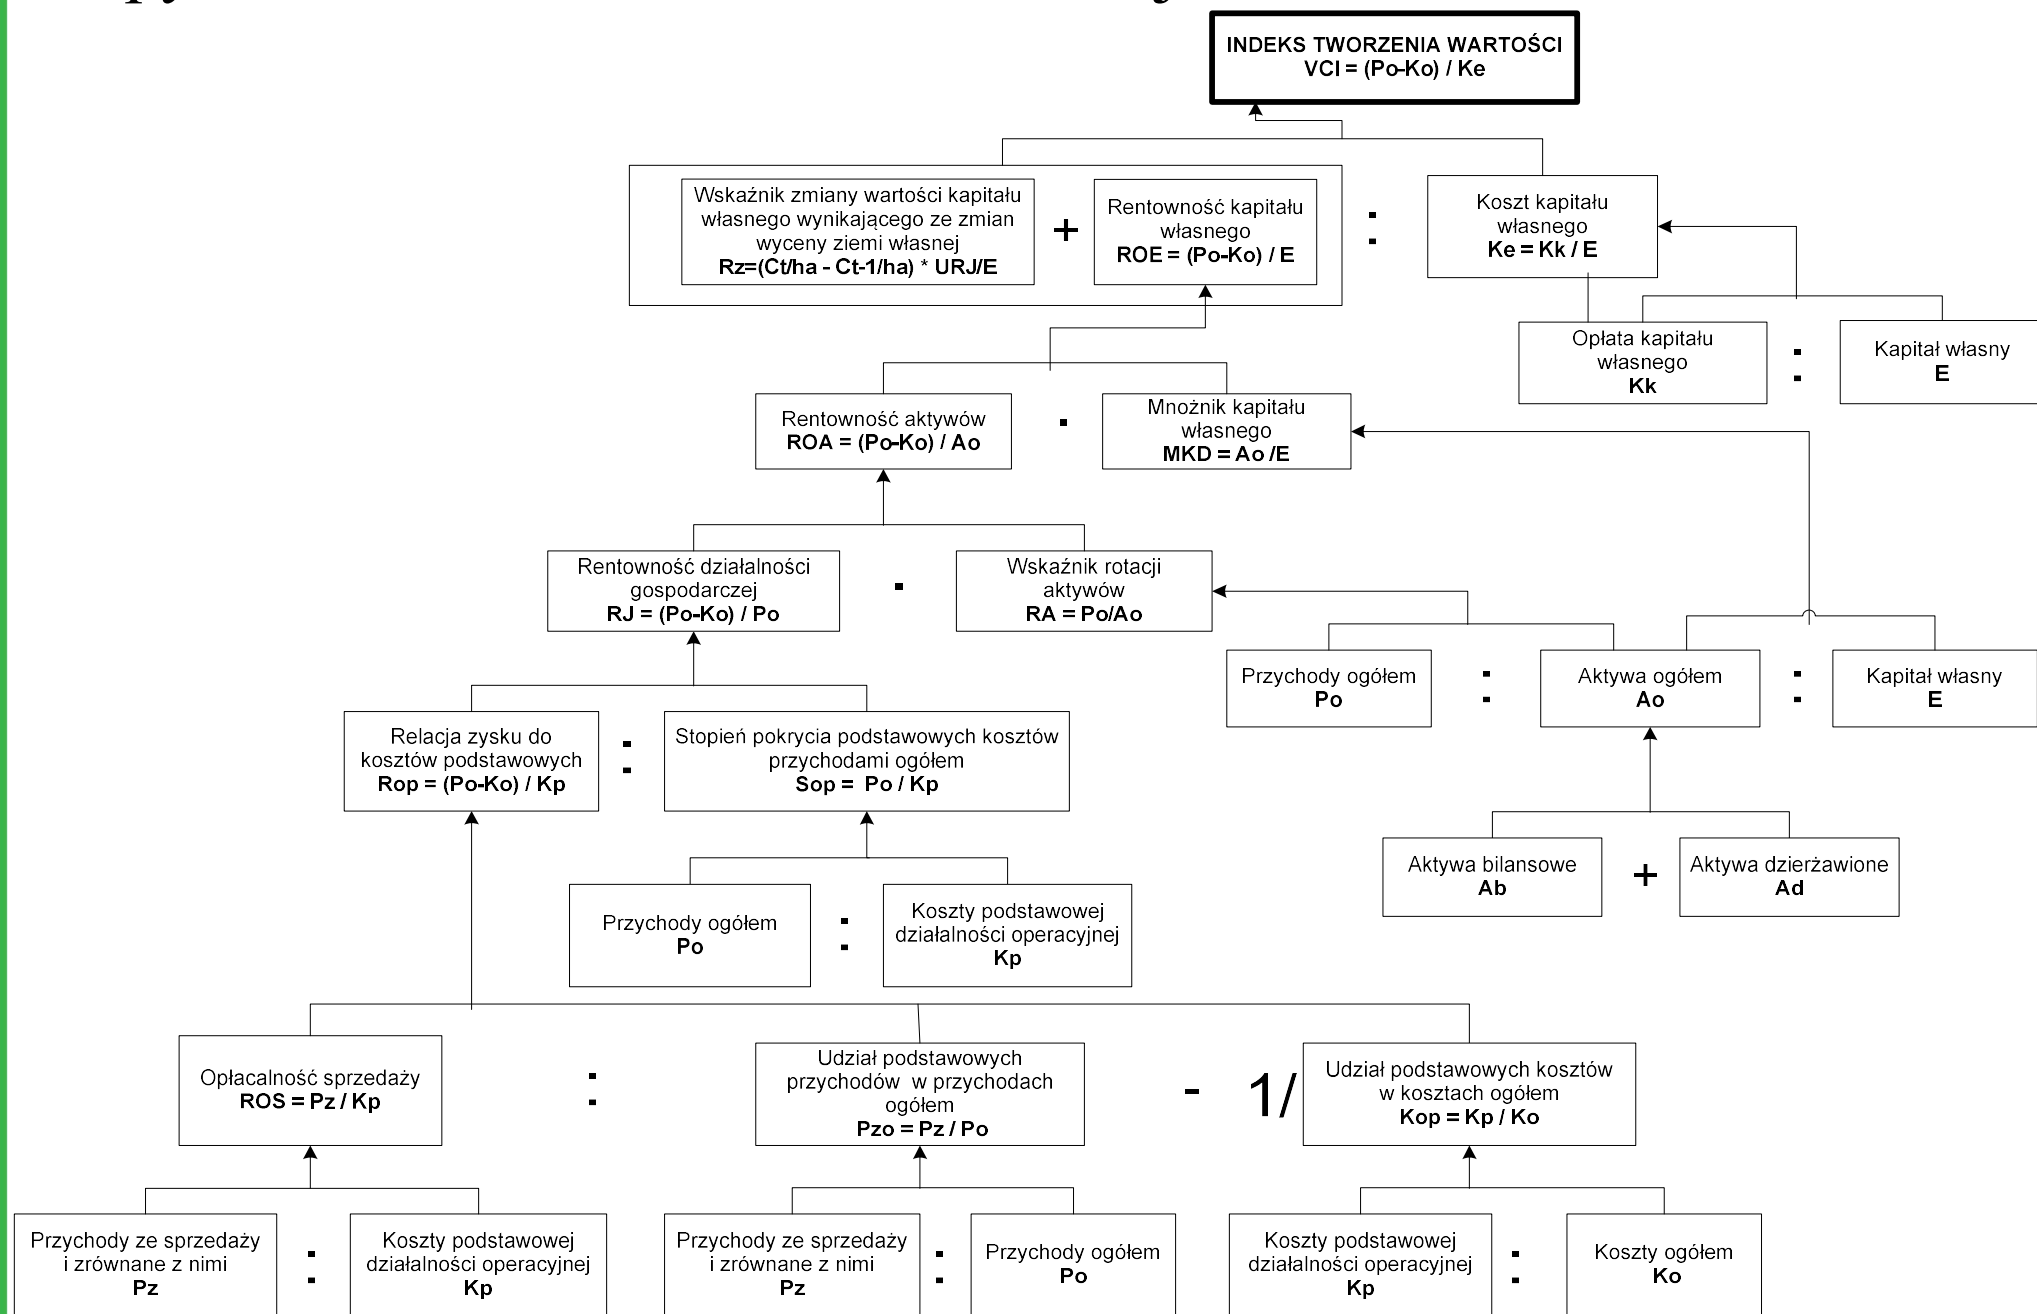 INDEKS TWORZENIA WARTOŚCI
VCI = (Po-Ko) / Ke
Wskaźnik zmiany wartości kapitału
własnego wynikającego ze zmian
wyceny ziemi własnej
Rz=(Ct/ha - Ct-1/ha) * URJ/E
+
Rentowność kapitału
własnego
ROE = (Po-Ko) / E
:
Koszt kapitału
własnego
Ke = Kk / E
Opłata kapitału
własnego
Kk
:
Kapitał własny
E
Rentowność aktywów
ROA = (Po-Ko) / Ao
·
Mnożnik kapitału
własnego
MKD = Ao /E
Rentowność działalności
gospodarczej
RJ = (Po-Ko) / Po
·
Wskaźnik rotacji
aktywów
RA = Po/Ao
Przychody ogółem
Po
:
Aktywa ogółem
Ao
:
Kapitał własny
E
Relacja zysku do
kosztów podstawowych
Rop = (Po-Ko) / Kp
:
Stopień pokrycia podstawowych kosztów
przychodami ogółem
Sop = Po / Kp
Aktywa bilansowe
Ab
+
Aktywa dzierżawione
Ad
Przychody ogółem
Po
:
Koszty podstawowej
działalności operacyjnej
Kp
Opłacalność sprzedaży
ROS = Pz / Kp
:
Udział podstawowych
przychodów w przychodach
ogółem
Pzo = Pz / Po
- 1/
Udział podstawowych kosztów
w kosztach ogółem
Kop = Kp / Ko
Przychody ze sprzedaży
i zrównane z nimi
Pz
:
Koszty podstawowej
działalności operacyjnej
Kp
Przychody ze sprzedaży
i zrównane z nimi
Pz
:
Przychody ogółem
Po
Koszty podstawowej
działalności operacyjnej
Kp
:
Koszty ogółem
Ko